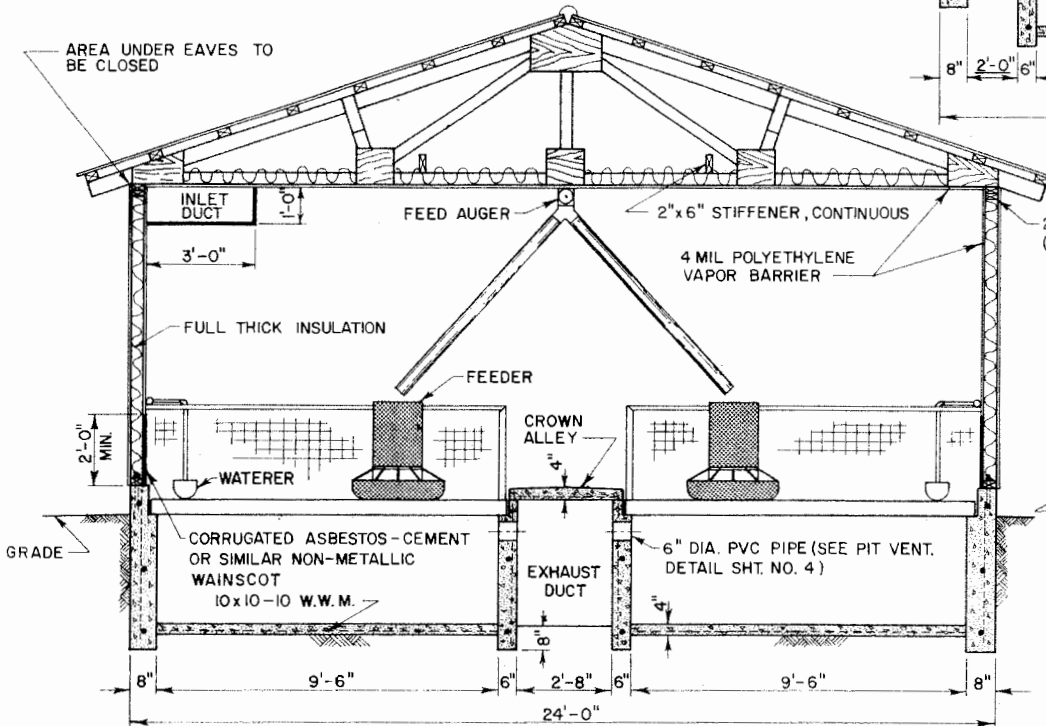 8" 2'-0" 6"
AREA UNDER EAVES TO
BE CLOSED
INLET
DUCT
1'-0"
3'-0"
FEED AUGER
2"x6" STIFFENER, CONTINUOUS
2
(
4 MIL POLYETHYLENE
VAPOR BARRIER
FULL THICK INSULATION
FEEDER
CROWN
ALLEY
4"
2'-0"
MIN.
WATERER
GRADE
CORRUGATED ASBESTOS-CEMENT
OR SIMILAR NON-METALLIC
WAINSCOT
10x10-10 W.W.M.
EXHAUST
DUCT
6" DIA. PVC PIPE (SEE PIT VENT.
DETAIL SHT. NO. 4)
8"
4"
8" 9'-6" 6" 2'-8" 6" 9'-6" 8"
24'-0"